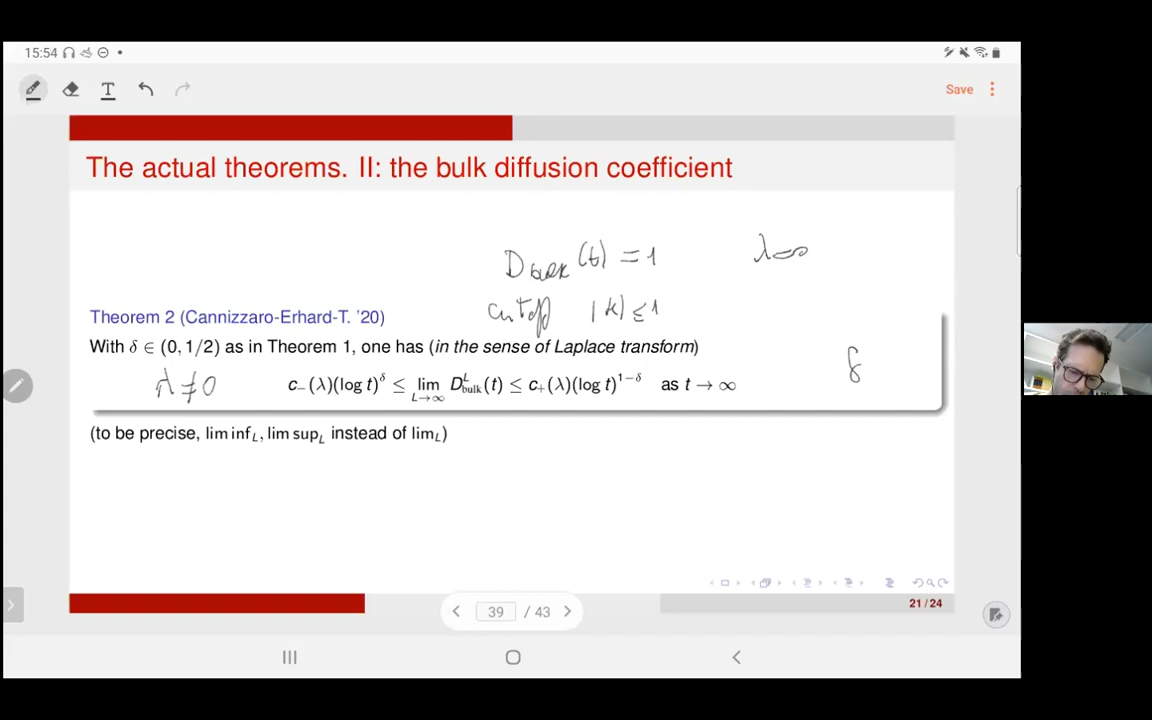 15:54
T
Save
The actual theorems. II: the bulk diffusion coefficient
D_bulk (t) = 1 λ=0
cutoff |k| ≤ 1
Theorem 2 (Cannizzaro-Erhard-T. '20)
With δ ∈ (0, 1/2) as in Theorem 1, one has (in the sense of Laplace transform)
λ ≠ 0 c₋(λ)(log t)^δ ≤ lim_{L→∞} D^L_bulk(t) ≤ c₊(λ)(log t)^{1−δ} as t → ∞ δ
(to be precise, lim inf_L, lim sup_L instead of lim_L)
21/24
39 / 43